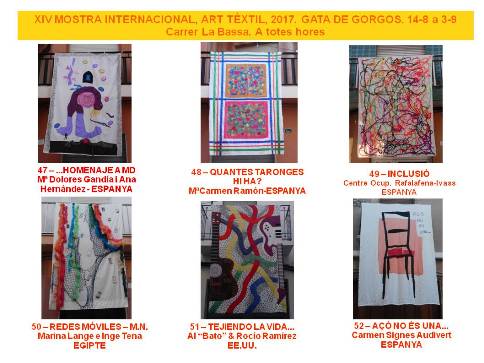 XIV MOSTRA INTERNACIONAL, ART TÈXTIL, 2017. GATA DE GORGOS. 14-8 a 3-9
Carrer La Bassa. A totes hores
47 – ...HOMENAJE A MD
Mª Dolores Gandía i Ana
Hernández - ESPANYA
48 – QUANTES TARONGES
HI HA?
MªCarmen Ramón-ESPANYA
49 – INCLUSIÓ
Centre Ocup. Rafalafena-Ivass
ESPANYA
50 – REDES MÓVILES – M.N.
Marina Lange e Inge Tena
EGIPTE
51 – TEJIENDO LA VIDA...
Al "Bato" & Rocío Ramírez
EE.UU.
52 – AÇÓ NO ÉS UNA...
Carmen Signes Audivert
ESPANYA